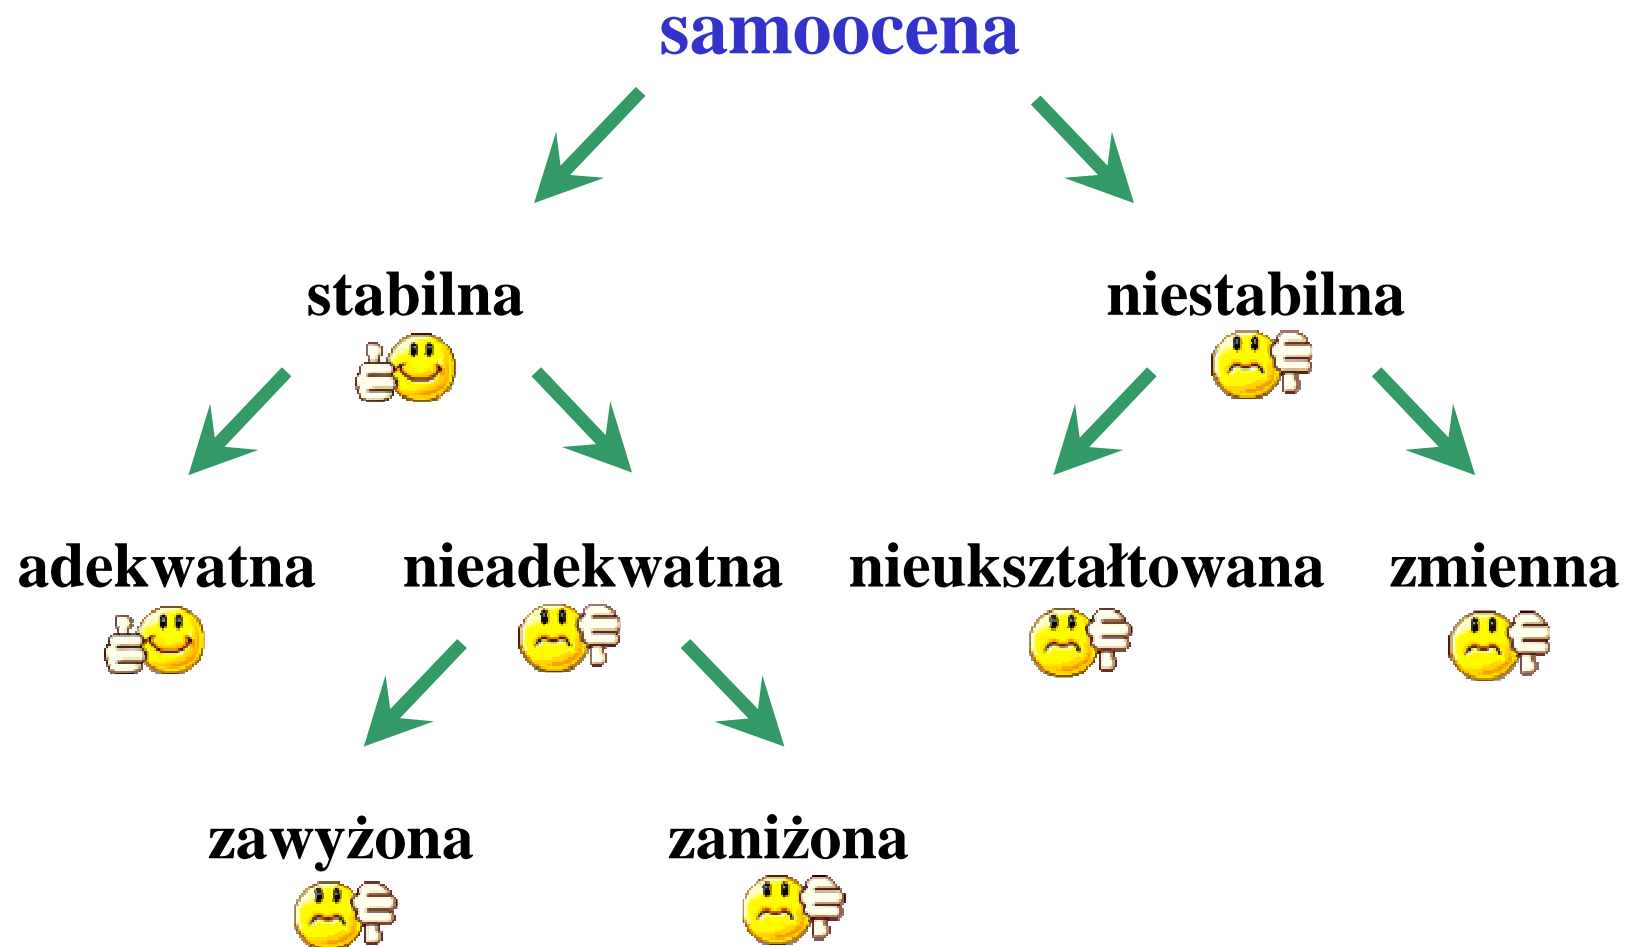 samoocena
stabilna niestabilna
adekwatna nieadekwatna nieukształtowana zmienna
zawyżona zaniżona